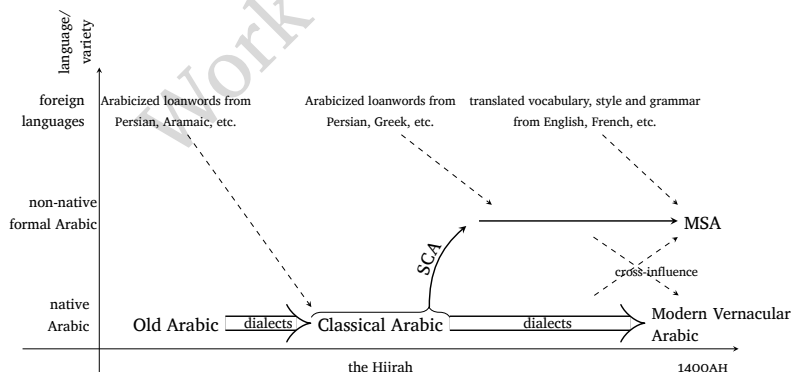 language/
variety
Work
foreign
languages
Arabicized loanwords from
Persian, Aramaic, etc.
Arabicized loanwords from
Persian, Greek, etc.
translated vocabulary, style and grammar
from English, French, etc.
non-native
formal Arabic
MSA
SCA
cross-influence
native
Arabic
Old Arabic
dialects
Classical Arabic
dialects
Modern Vernacular
Arabic
the Hijrah
1400AH